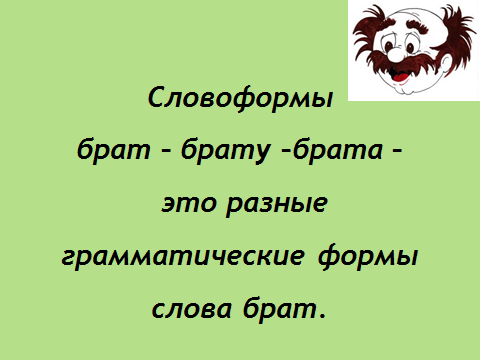 Словоформы
брат – брату –брата –
это разные
грамматические формы
слова брат.